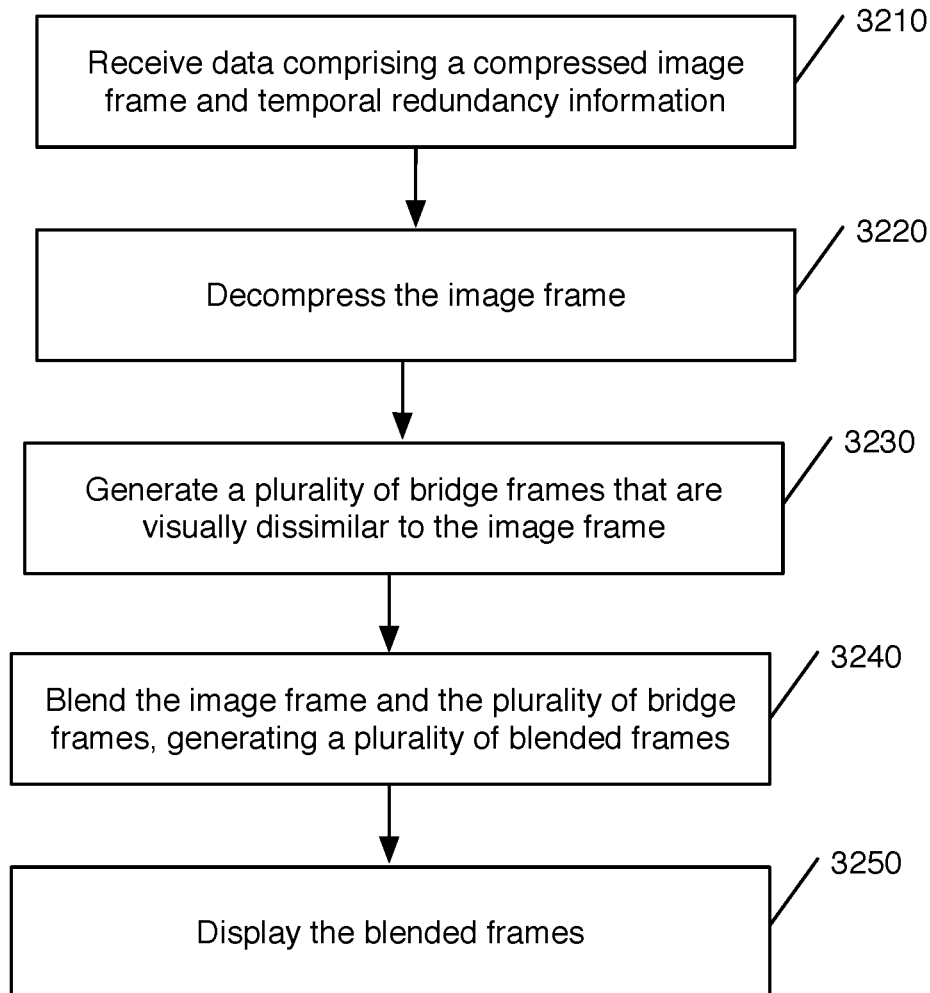 3210
Receive data comprising a compressed image
frame and temporal redundancy information
3220
Decompress the image frame
3230
Generate a plurality of bridge frames that are
visually dissimilar to the image frame
3240
Blend the image frame and the plurality of bridge
frames, generating a plurality of blended frames
3250
Display the blended frames